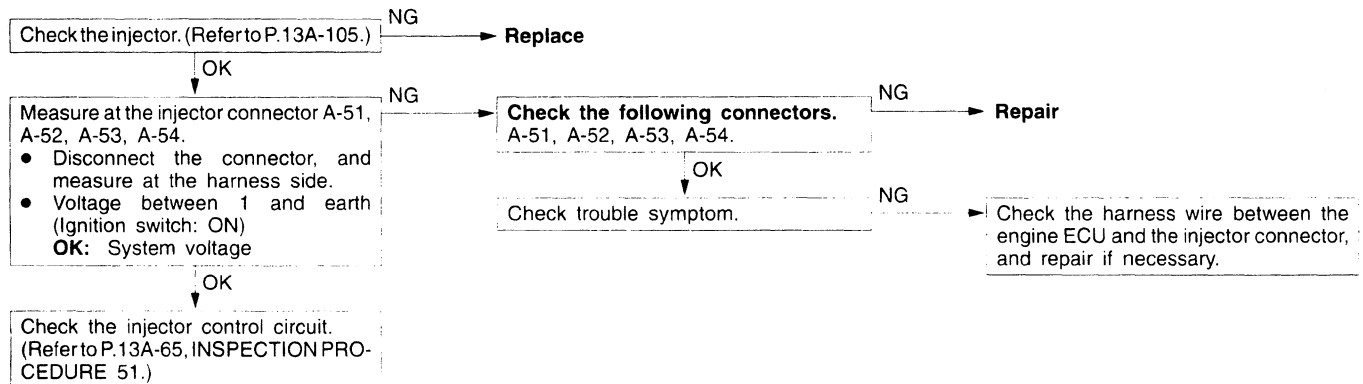 Check the injector. (Refer to P.13A-105.)
NG
Replace
OK
Measure at the injector connector A-51,
A-52, A-53, A-54.
● Disconnect the connector, and
measure at the harness side.
● Voltage between 1 and earth
(Ignition switch: ON)
OK: System voltage
NG
Check the following connectors.
A-51, A-52, A-53, A-54.
NG
Repair
OK
Check trouble symptom.
NG
Check the harness wire between the
engine ECU and the injector connector,
and repair if necessary.
OK
Check the injector control circuit.
(Refer to P.13A-65, INSPECTION PRO-
CEDURE 51.)